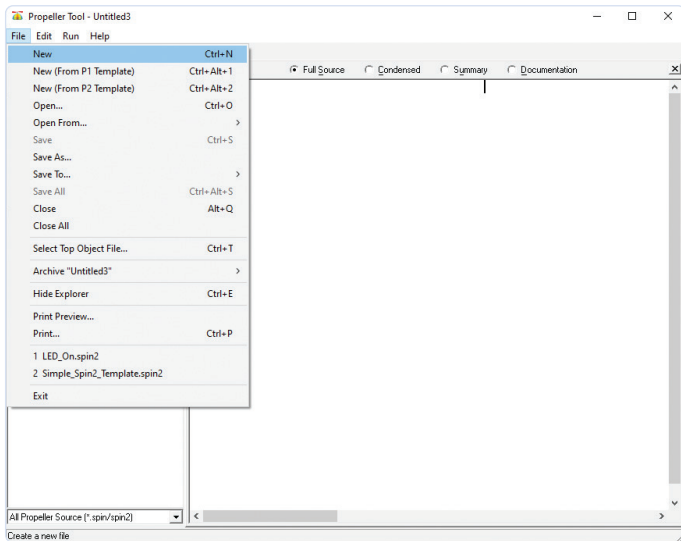 Propeller Tool - Untitled3
File Edit Run Help
New Ctrl+N
New (From P1 Template) Ctrl+Alt+1
New (From P2 Template) Ctrl+Alt+2
Open... Ctrl+O
Open From...
Save Ctrl+S
Save As...
Save To...
Save All Ctrl+Alt+S
Close Alt+Q
Close All
Select Top Object File... Ctrl+T
Archive "Untitled3"
Hide Explorer Ctrl+E
Print Preview...
Print... Ctrl+P
1 LED_On.spin2
2 Simple_Spin2_Template.spin2
Exit
Full Source Condensed Summary Documentation
All Propeller Source (*.spin/spin2)
Create a new file